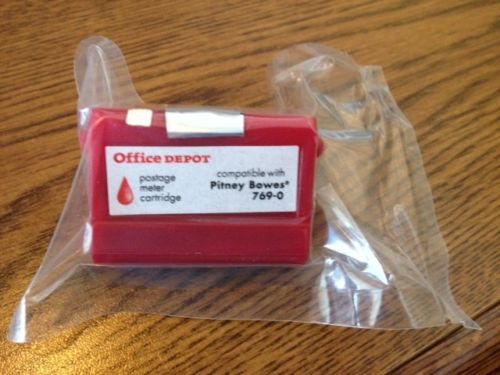 Office DEPOT
postage
meter
cartridge
compatible with
Pitney Bowes®
769-0